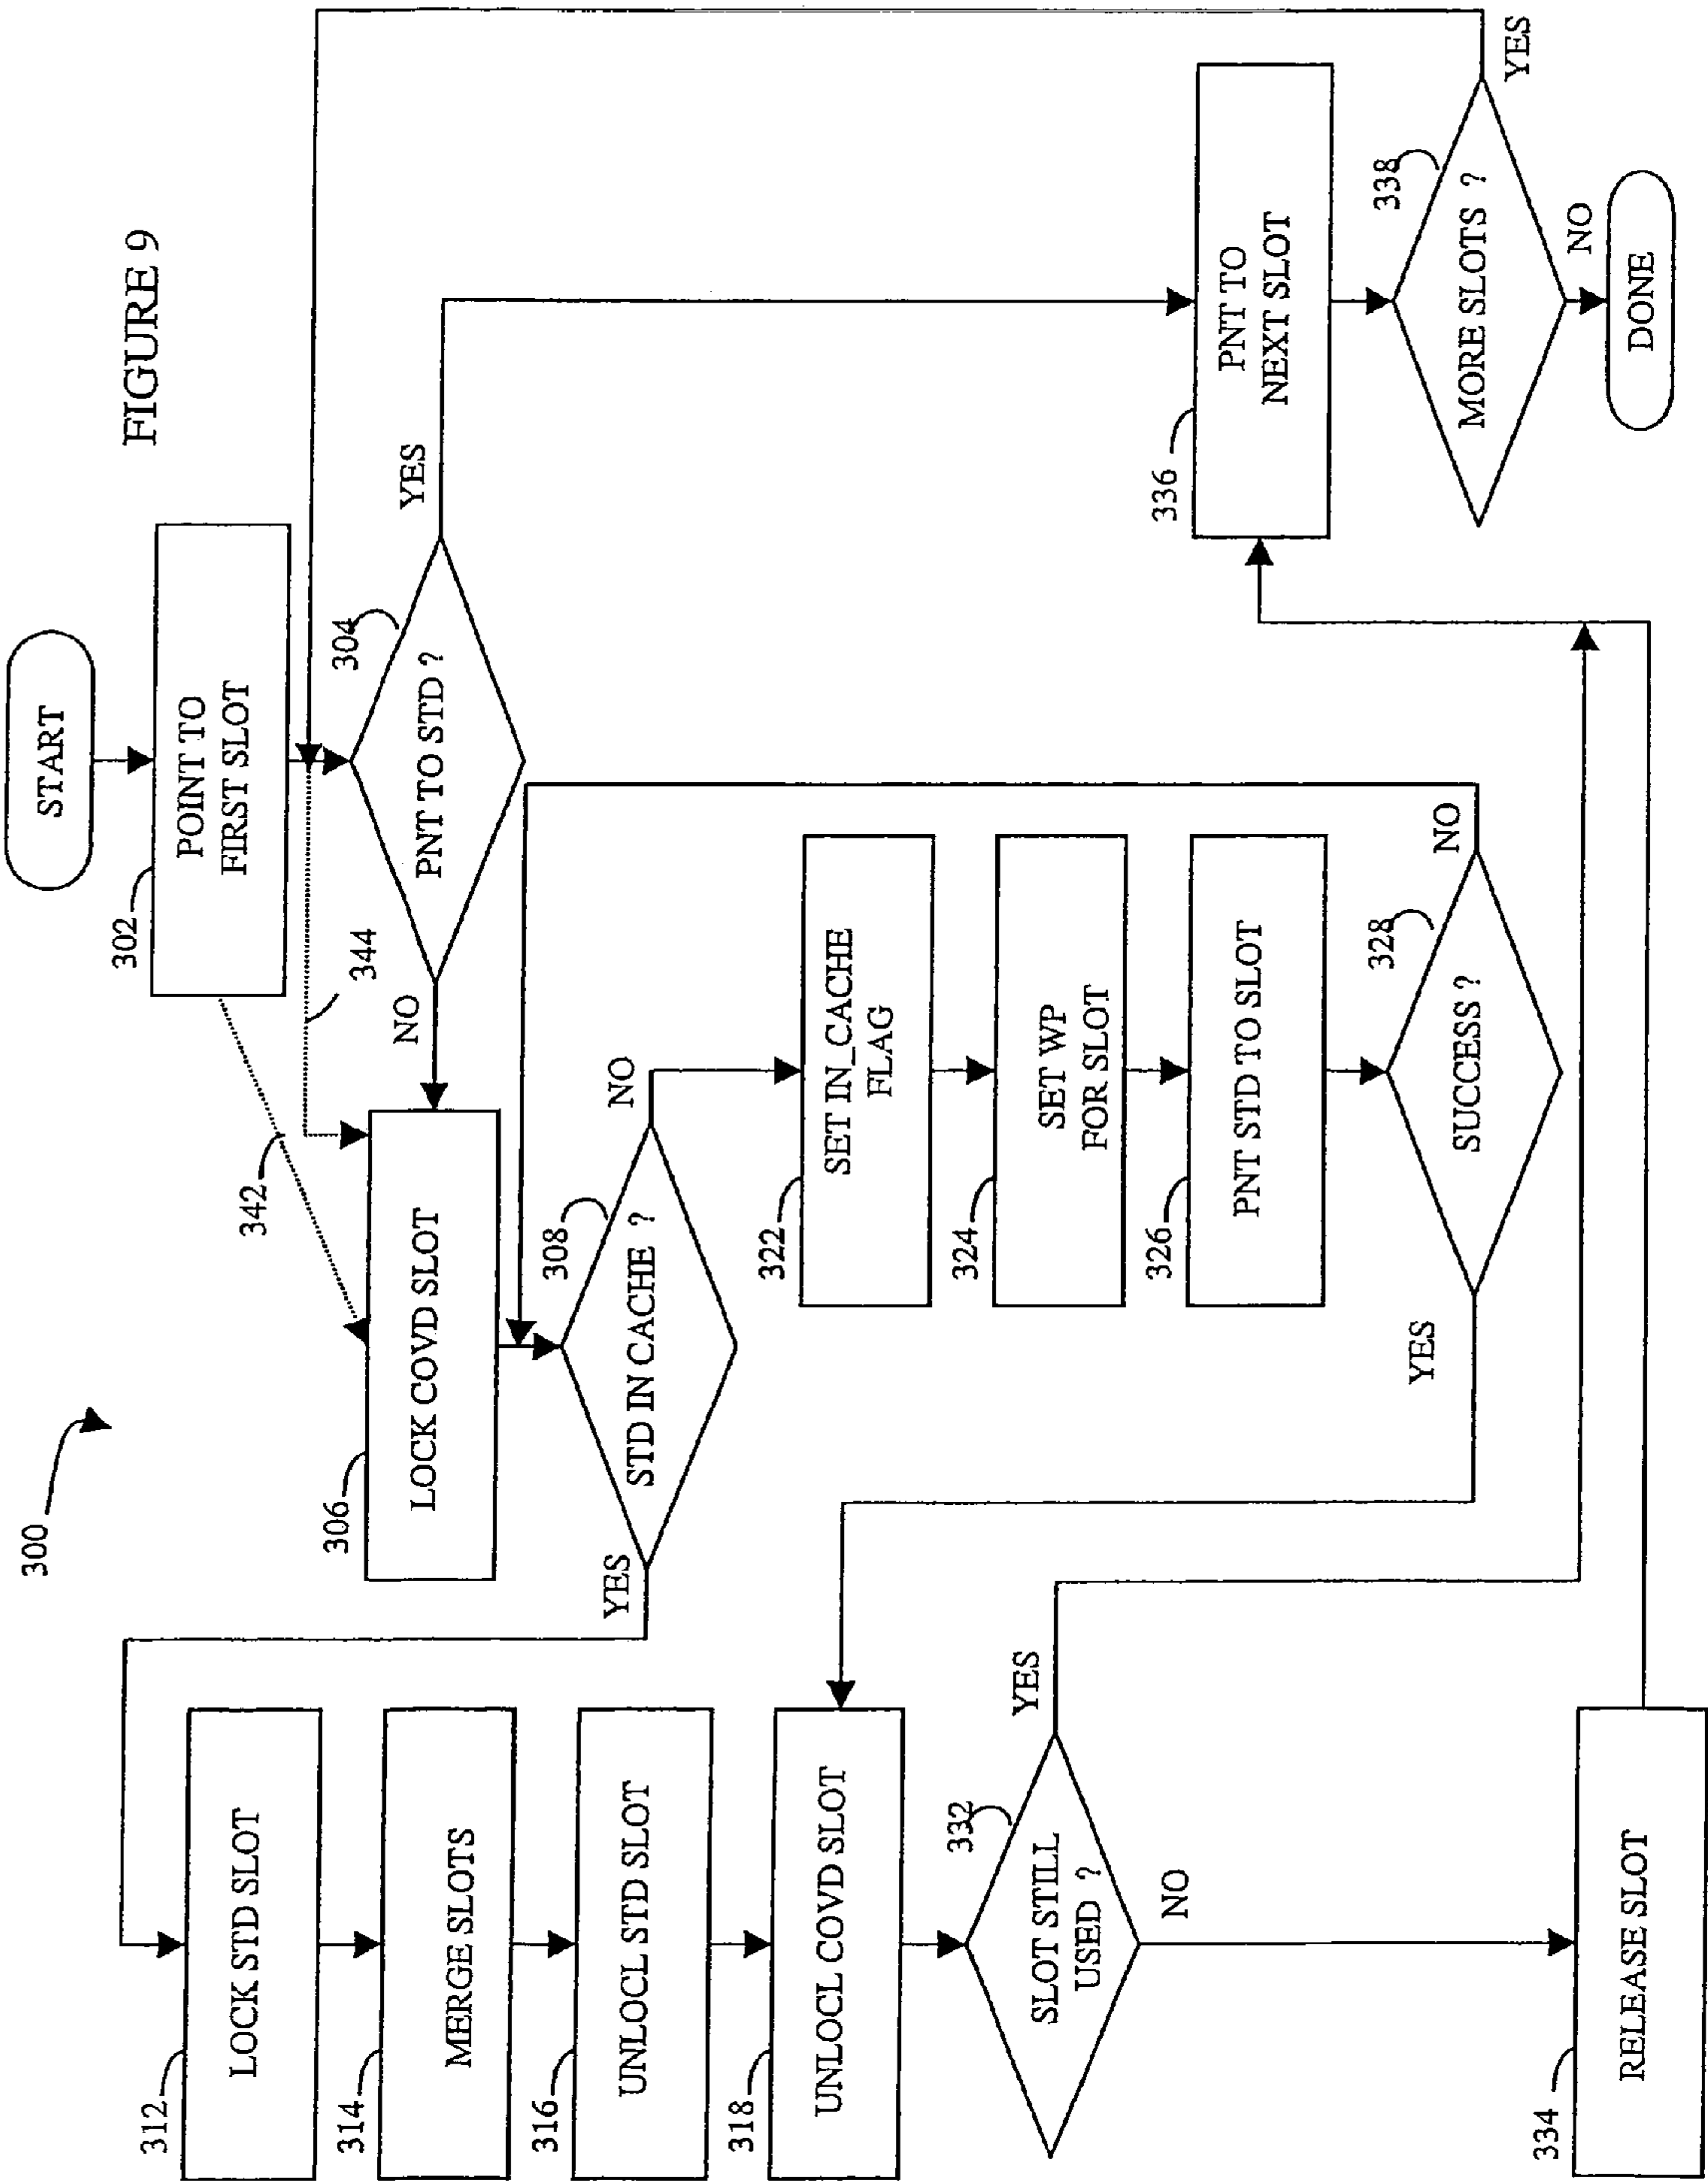 FIGURE 9
300
START
302
POINT TO
FIRST SLOT
304
PNT TO STD ?
YES
NO
342
344
306
LOCK COVD SLOT
308
STD IN CACHE ?
YES
NO
312
LOCK STD SLOT
314
MERGE SLOTS
316
UNLOCL STD SLOT
318
UNLOCL COVD SLOT
322
SET IN_CACHE
FLAG
324
SET WP
FOR SLOT
326
PNT STD TO SLOT
328
SUCCESS ?
YES
NO
332
SLOT STILL
USED ?
YES
NO
334
RELEASE SLOT
336
PNT TO
NEXT SLOT
338
MORE SLOTS ?
YES
NO
DONE